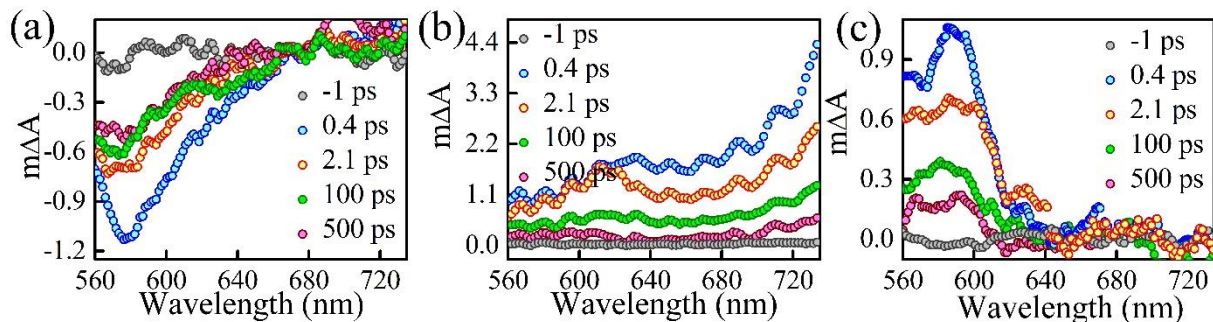 (a)
mΔA
0.0
-0.3
-0.6
-0.9
-1.2
-1 ps
0.4 ps
2.1 ps
100 ps
500 ps
560 600 640 680 720
Wavelength (nm)
(b)
mΔA
4.4
3.3
2.2
1.1
0.0
-1 ps
0.4 ps
2.1 ps
100 ps
500 ps
560 600 640 680 720
Wavelength (nm)
(c)
mΔA
0.9
0.6
0.3
0.0
-1 ps
0.4 ps
2.1 ps
100 ps
500 ps
560 600 640 680 720
Wavelength (nm)